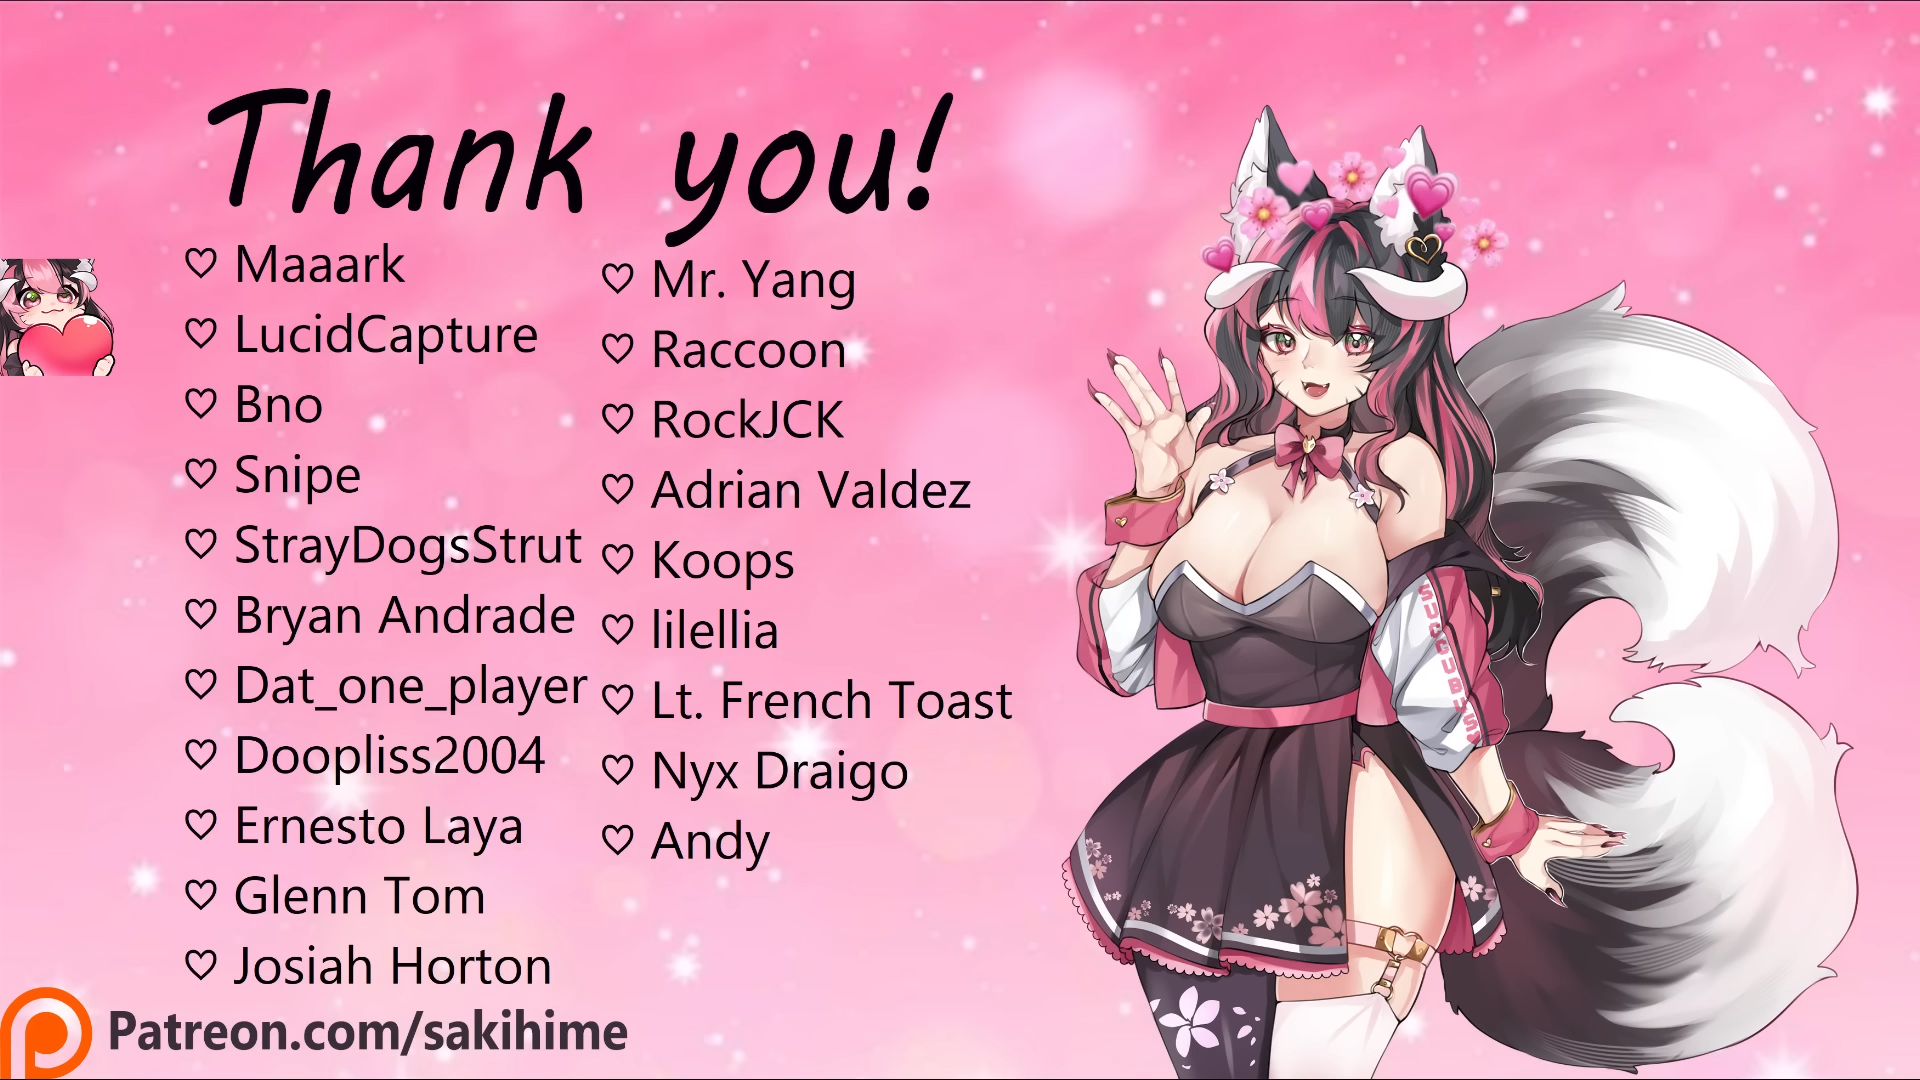 Thank you!
♡ Maaark
♡ LucidCapture
♡ Bno
♡ Snipe
♡ StrayDogsStrut
♡ Bryan Andrade
♡ Dat_one_player
♡ Doopliss2004
♡ Ernesto Laya
♡ Glenn Tom
♡ Josiah Horton
♡ Mr. Yang
♡ Raccoon
♡ RockJCK
♡ Adrian Valdez
♡ Koops
♡ lilellia
♡ Lt. French Toast
♡ Nyx Draigo
♡ Andy
SUCCUBUS♥
Patreon.com/sakihime